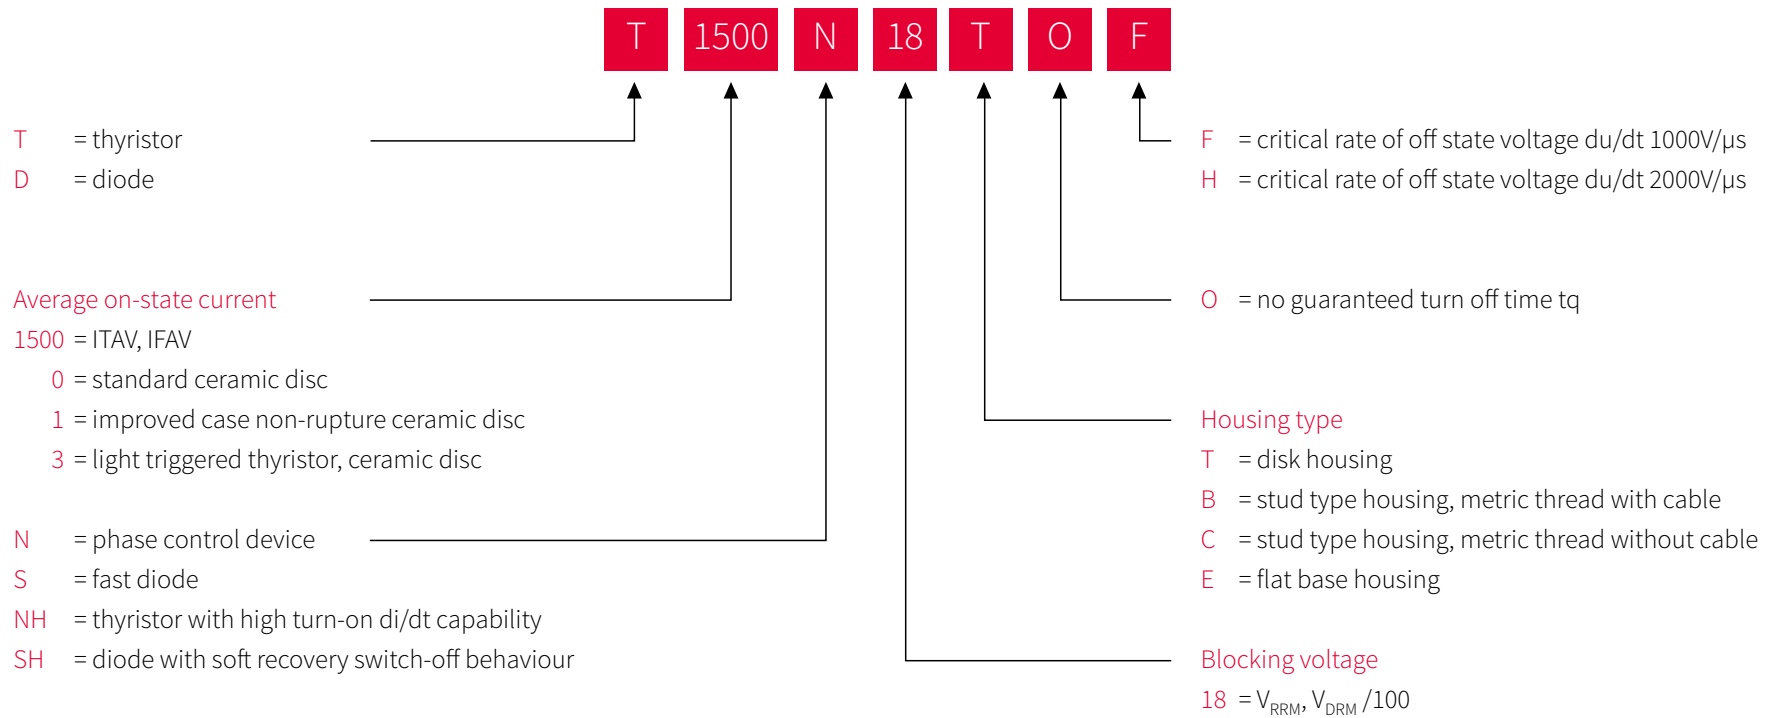 T 1500 N 18 T O F
T = thyristor
D = diode
Average on-state current
1500 = ITAV, IFAV
0 = standard ceramic disc
1 = improved case non-rupture ceramic disc
3 = light triggered thyristor, ceramic disc
N = phase control device
S = fast diode
NH = thyristor with high turn-on di/dt capability
SH = diode with soft recovery switch-off behaviour
F = critical rate of off state voltage du/dt 1000V/µs
H = critical rate of off state voltage du/dt 2000V/µs
O = no guaranteed turn off time tq
Housing type
T = disk housing
B = stud type housing, metric thread with cable
C = stud type housing, metric thread without cable
E = flat base housing
Blocking voltage
18 = VRRM, VDRM /100